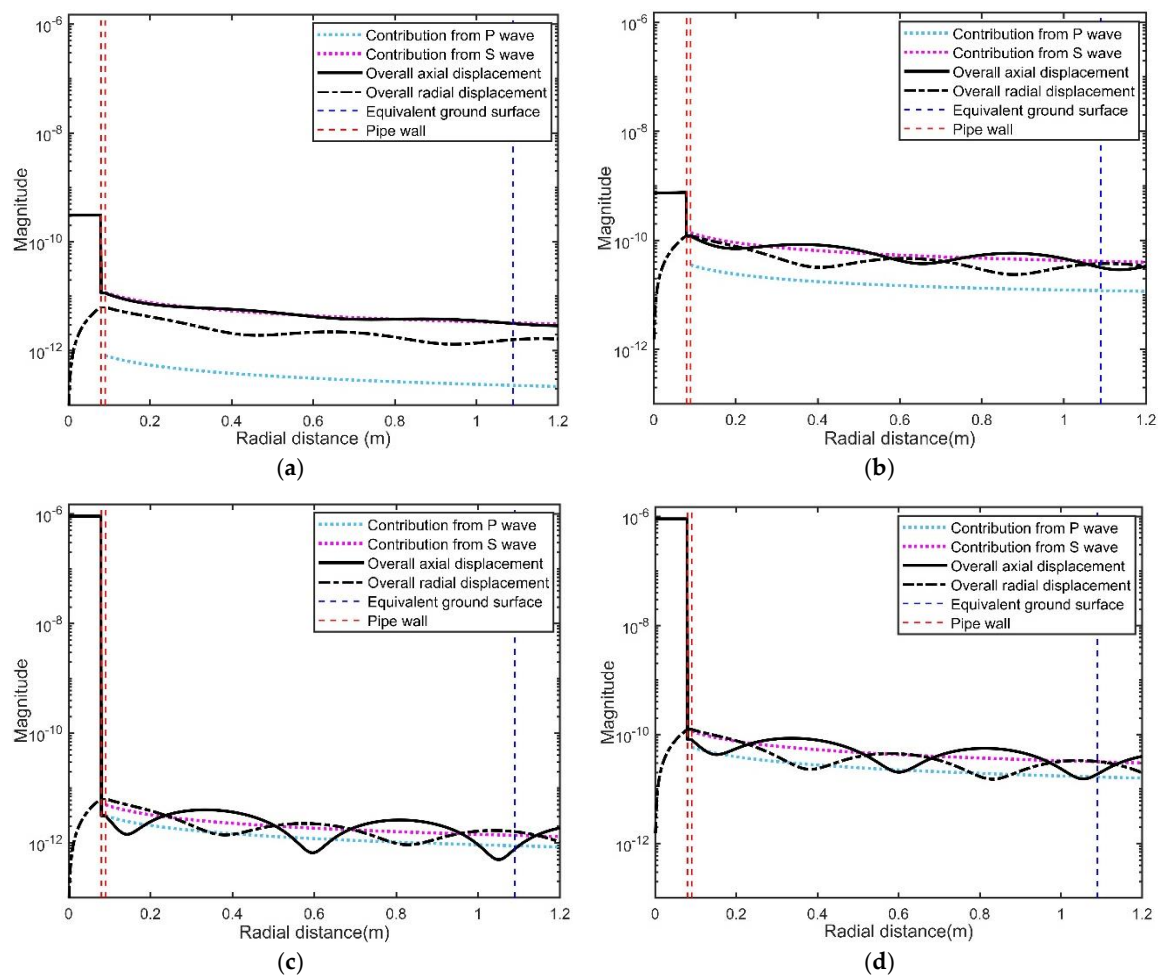 10^-6
10^-8
10^-10
10^-12
Magnitude
Contribution from P wave
Contribution from S wave
Overall axial displacement
Overall radial displacement
Equivalent ground surface
Pipe wall
0 0.2 0.4 0.6 0.8 1 1.2
Radial distance (m)
(a)
10^-6
10^-8
10^-10
10^-12
Magnitude
Contribution from P wave
Contribution from S wave
Overall axial displacement
Overall radial displacement
Equivalent ground surface
Pipe wall
0 0.2 0.4 0.6 0.8 1 1.2
Radial distance(m)
(b)
10^-6
10^-8
10^-10
10^-12
Magnitude
Contribution from P wave
Contribution from S wave
Overall axial displacement
Overall radial displacement
Equivalent ground surface
Pipe wall
0 0.2 0.4 0.6 0.8 1 1.2
Radial distance(m)
(c)
10^-6
10^-8
10^-10
10^-12
Magnitude
Contribution from P wave
Contribution from S wave
Overall axial displacement
Overall radial displacement
Equivalent ground surface
Pipe wall
0 0.2 0.4 0.6 0.8 1 1.2
Radial distance(m)
(d)